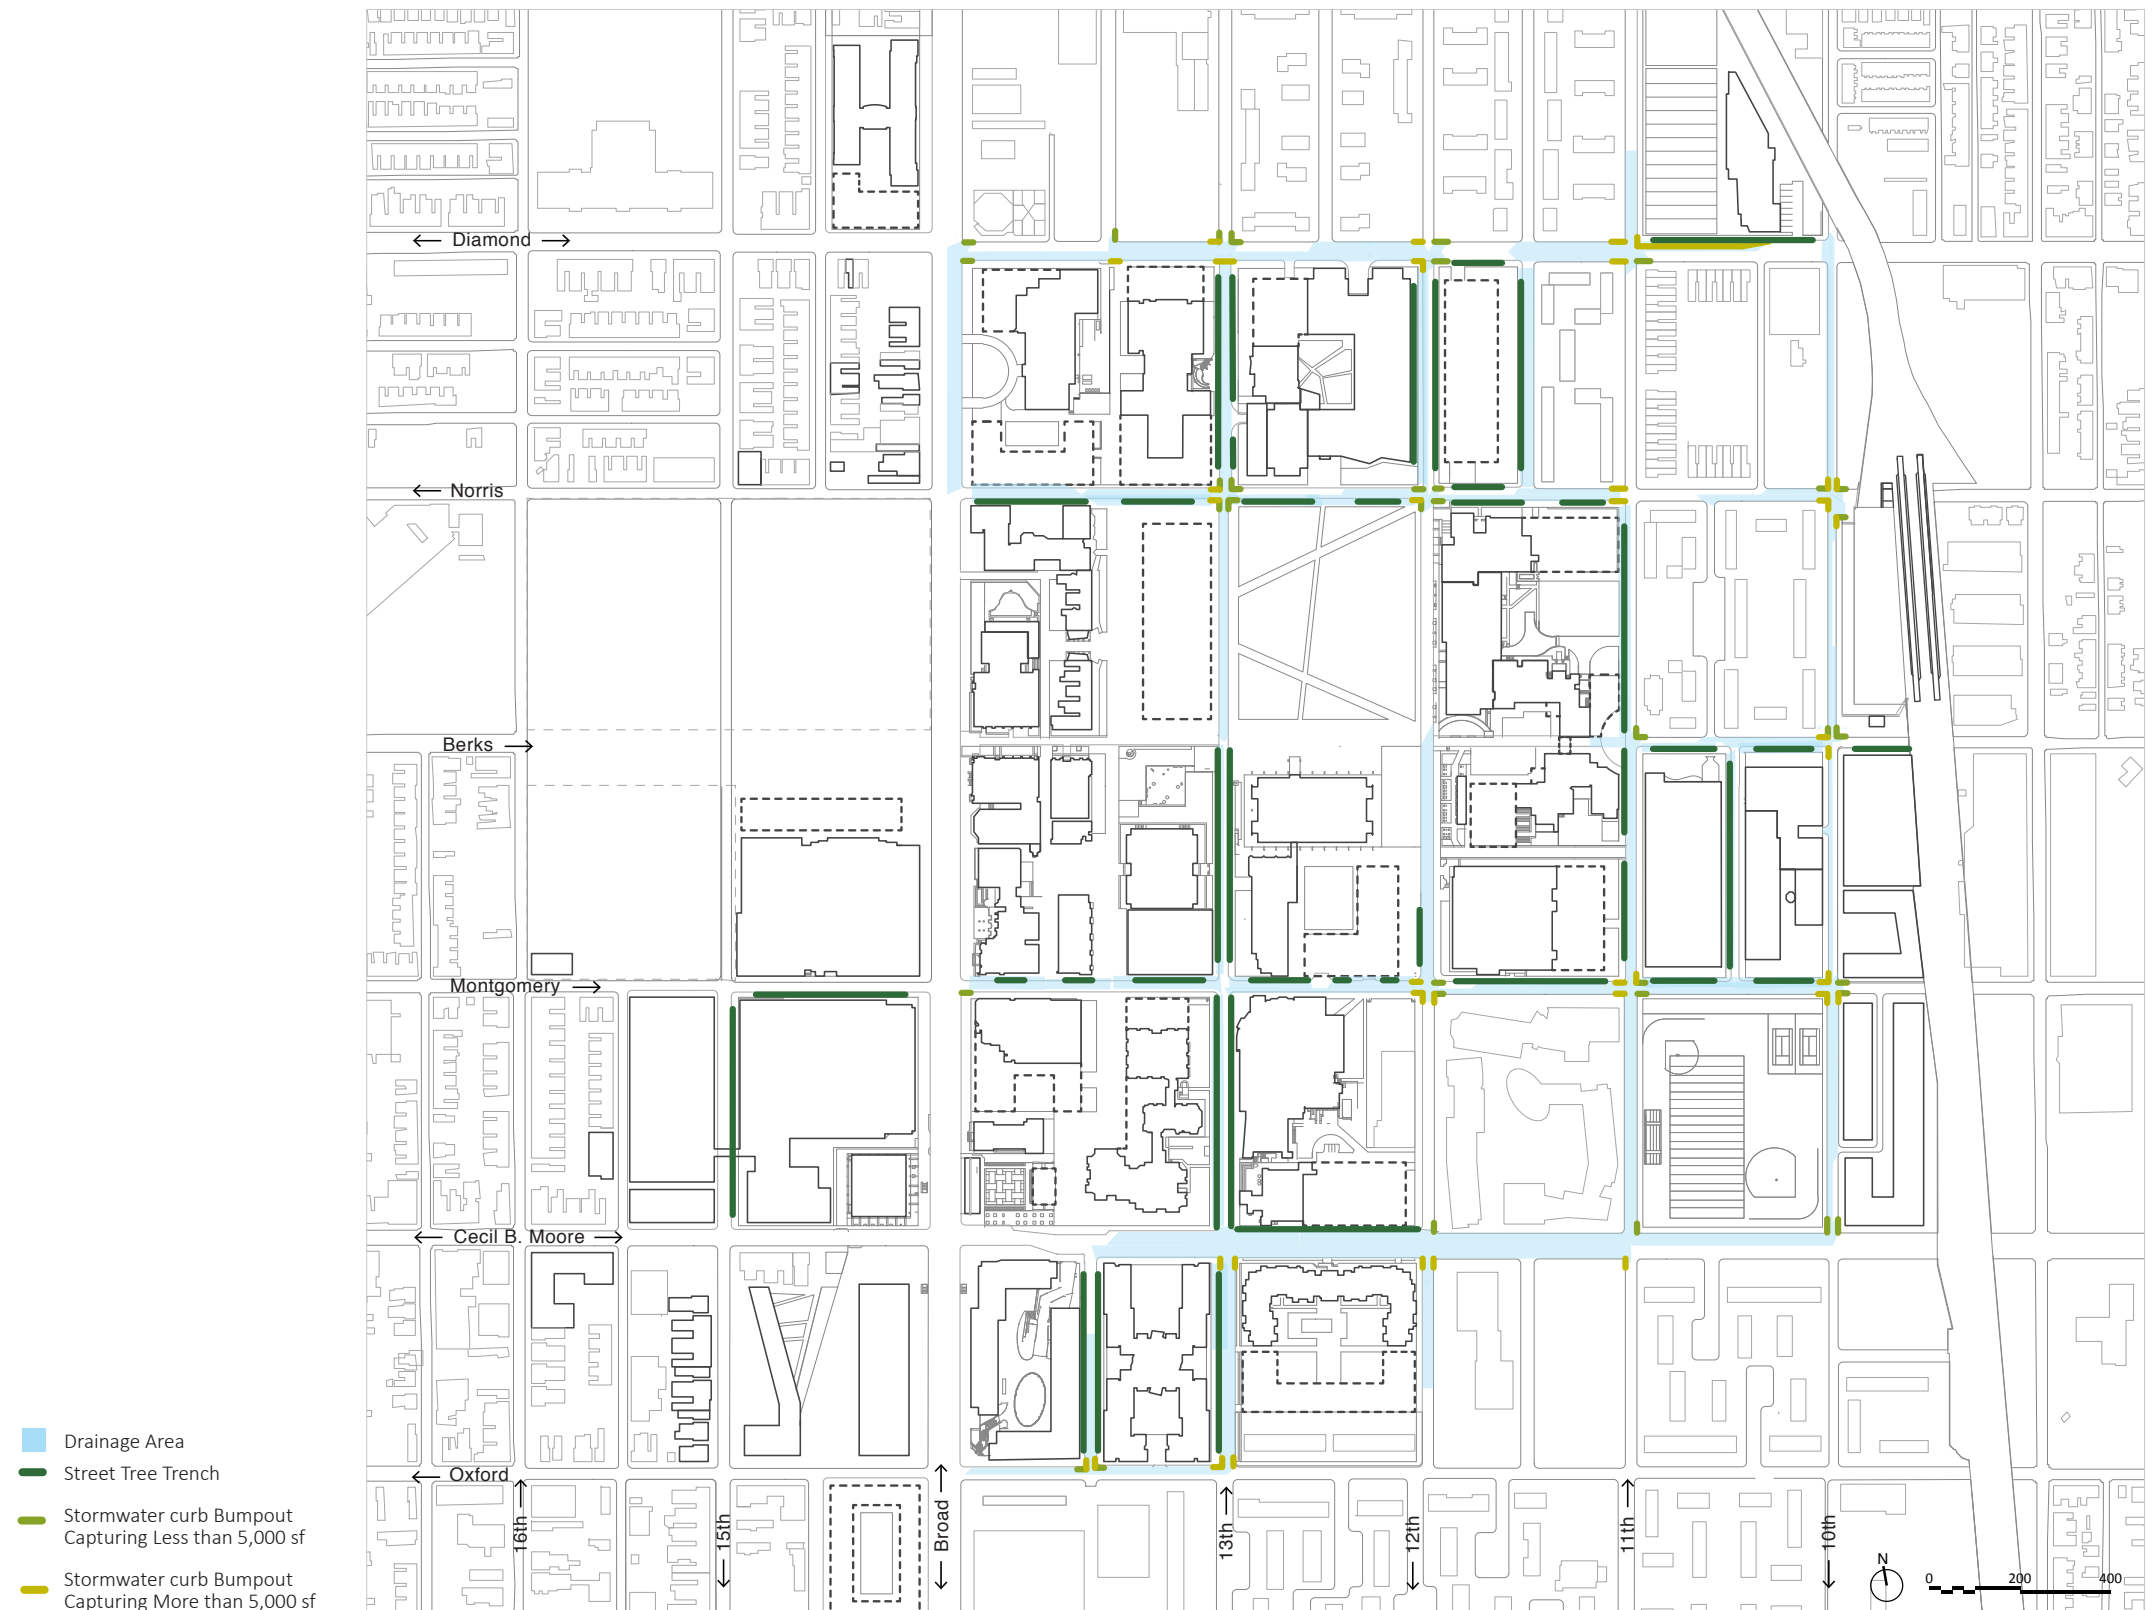 Diamond
Norris
Berks
Montgomery
Cecil B. Moore
Oxford
16th
15th
Broad
13th
12th
11th
10th
Drainage Area
Street Tree Trench
Stormwater curb Bumpout
Capturing Less than 5,000 sf
Stormwater curb Bumpout
Capturing More than 5,000 sf
N
0 200 400